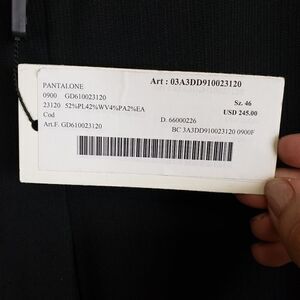 Art : 03A3DD910023120
PANTALONE
0900 GD610023120
23120 52%PL42%WV4%PA2%EA
Sz. 46
Cod
USD 245.00
Art.F. GD610023120
D. 66000226
BC 3A3DD910023120 0900F